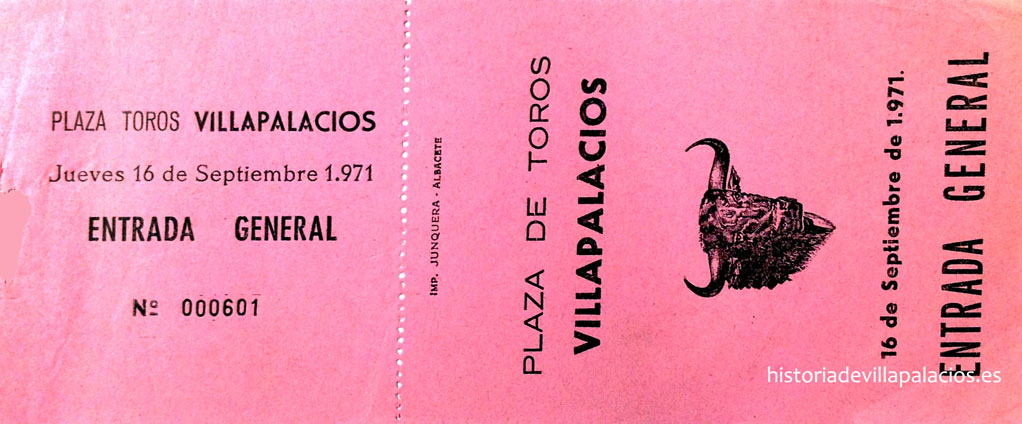 PLAZA TOROS VILLAPALACIOS
Jueves 16 de Septiembre 1.971
ENTRADA GENERAL
Nº 000601
IMP. JUNQUERA - ALBACETE
PLAZA DE TOROS
VILLAPALACIOS
16 de Septiembre de 1.971.
ENTRADA GENERAL
historiadevillapalacios.es